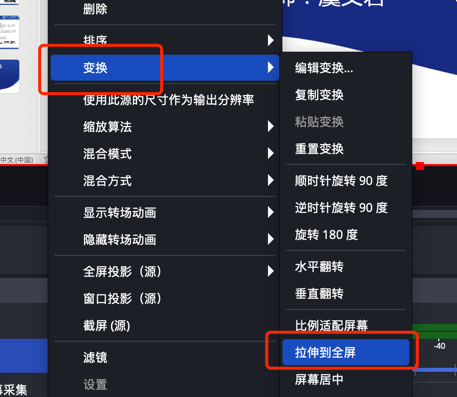 删除
排序
变换
使用此源的尺寸作为输出分辨率
缩放算法
混合模式
混合方式
显示转场动画
隐藏转场动画
全屏投影（源）
窗口投影（源）
截屏 (源)
滤镜
设置
编辑变换...
复制变换
粘贴变换
重置变换
顺时针旋转 90 度
逆时针旋转 90 度
旋转 180 度
水平翻转
垂直翻转
比例适配屏幕
拉伸到全屏
屏幕居中
中文 (中国)
-40
采集